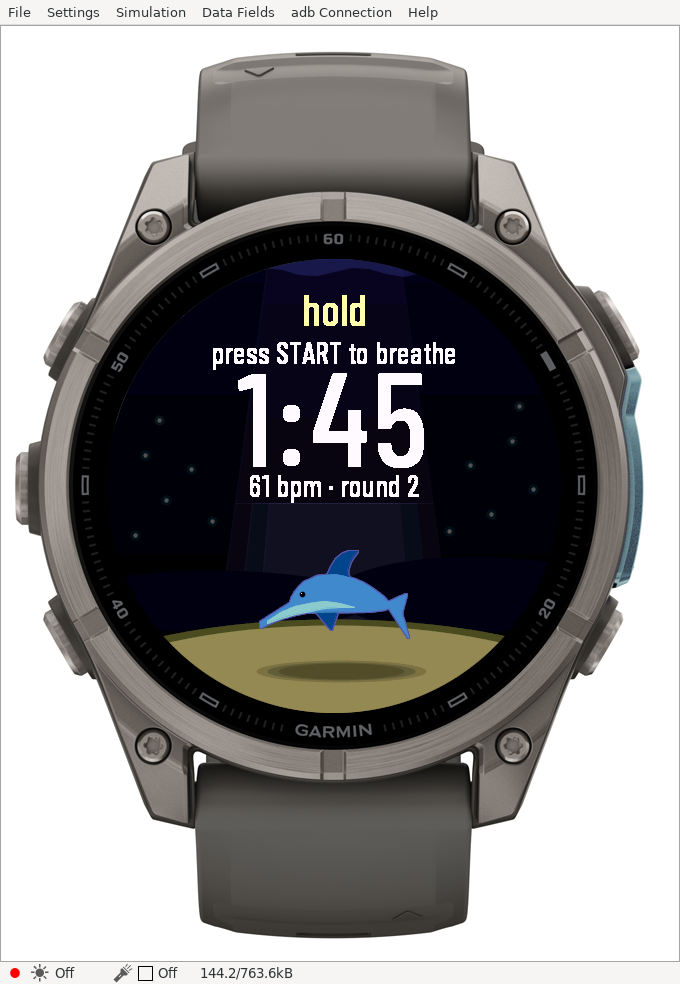 File Settings Simulation Data Fields adb Connection Help
60
hold
press START to breathe
50
1:45
61 bpm · round 2
40
20
GARMIN
Off Off 144.2/763.6kB